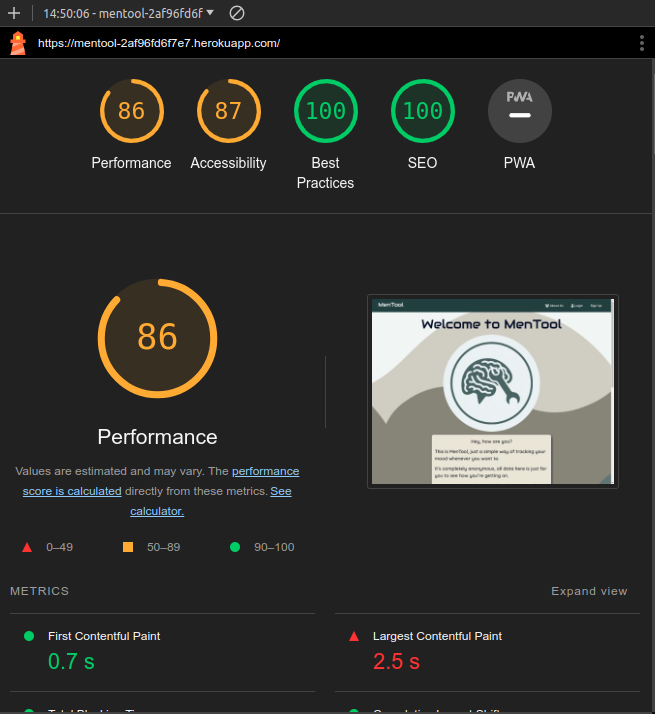 14:50:06 - mentool-2af96fd6f
https://mentool-2af96fd6f7e7.herokuapp.com/
86
87
100
100
PWA
Performance
Accessibility
Best
Practices
SEO
PWA
86
Performance
Values are estimated and may vary. The performance
score is calculated directly from these metrics. See
calculator.
0–49
50–89
90–100
MenTool
About Us
Login
Sign Up
Welcome to MenTool
Hey, how are you?
This is MenTool, just a simple way of tracking your
mood whenever you want to.
It's completely anonymous, all data here is just for
you to see how you're getting on.
METRICS
Expand view
First Contentful Paint
0.7 s
Largest Contentful Paint
2.5 s